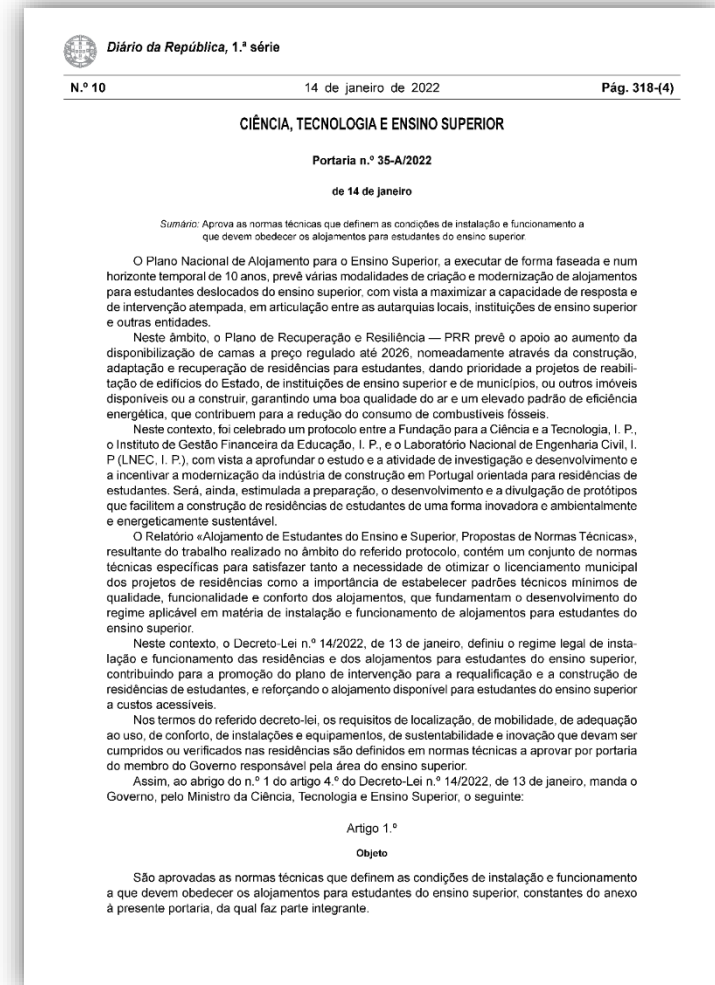 Diário da República, 1.ª série
N.º 10 14 de janeiro de 2022 Pág. 318-(4)
CIÊNCIA, TECNOLOGIA E ENSINO SUPERIOR
Portaria n.º 35-A/2022
de 14 de janeiro
Sumário: Aprova as normas técnicas que definem as condições de instalação e funcionamento a
que devem obedecer os alojamentos para estudantes do ensino superior.
O Plano Nacional de Alojamento para o Ensino Superior, a executar de forma faseada e num
horizonte temporal de 10 anos, prevê várias modalidades de criação e modernização de alojamentos
para estudantes deslocados do ensino superior, com vista a maximizar a capacidade de resposta e
de intervenção atempada, em articulação entre as autarquias locais, instituições de ensino superior
e outras entidades.
Neste âmbito, o Plano de Recuperação e Resiliência — PRR prevê o apoio ao aumento da
disponibilização de camas a preço regulado até 2026, nomeadamente através da construção,
adaptação e recuperação de residências para estudantes, dando prioridade a projetos de reabili-
tação de edifícios do Estado, de instituições de ensino superior e de municípios, ou outros imóveis
disponíveis ou a construir, garantindo uma boa qualidade do ar e um elevado padrão de eficiência
energética, que contribuem para a redução do consumo de combustíveis fósseis.
Neste contexto, foi celebrado um protocolo entre a Fundação para a Ciência e a Tecnologia, I. P.,
o Instituto de Gestão Financeira da Educação, I. P., e o Laboratório Nacional de Engenharia Civil, I.
P (LNEC, I. P.), com vista a aprofundar o estudo e a atividade de investigação e desenvolvimento e
a incentivar a modernização da indústria de construção em Portugal orientada para residências de
estudantes. Será, ainda, estimulada a preparação, o desenvolvimento e a divulgação de protótipos
que facilitem a construção de residências de estudantes de uma forma inovadora e ambientalmente
e energeticamente sustentável.
O Relatório «Alojamento de Estudantes do Ensino e Superior, Propostas de Normas Técnicas»,
resultante do trabalho realizado no âmbito do referido protocolo, contém um conjunto de normas
técnicas específicas para satisfazer tanto a necessidade de otimizar o licenciamento municipal
dos projetos de residências como a importância de estabelecer padrões técnicos mínimos de
qualidade, funcionalidade e conforto dos alojamentos, que fundamentam o desenvolvimento do
regime aplicável em matéria de instalação e funcionamento de alojamentos para estudantes do
ensino superior.
Neste contexto, o Decreto-Lei n.º 14/2022, de 13 de janeiro, definiu o regime legal de insta-
lação e funcionamento das residências e dos alojamentos para estudantes do ensino superior,
contribuindo para a promoção do plano de intervenção para a requalificação e a construção de
residências de estudantes, e reforçando o alojamento disponível para estudantes do ensino superior
a custos acessíveis.
Nos termos do referido decreto-lei, os requisitos de localização, de mobilidade, de adequação
ao uso, de conforto, de instalações e equipamentos, de sustentabilidade e inovação que devam ser
cumpridos ou verificados nas residências são definidos em normas técnicas a aprovar por portaria
do membro do Governo responsável pela área do ensino superior.
Assim, ao abrigo do n.º 1 do artigo 4.º do Decreto-Lei n.º 14/2022, de 13 de janeiro, manda o
Governo, pelo Ministro da Ciência, Tecnologia e Ensino Superior, o seguinte:
Artigo 1.º
Objeto
São aprovadas as normas técnicas que definem as condições de instalação e funcionamento
a que devem obedecer os alojamentos para estudantes do ensino superior, constantes do anexo
à presente portaria, da qual faz parte integrante.